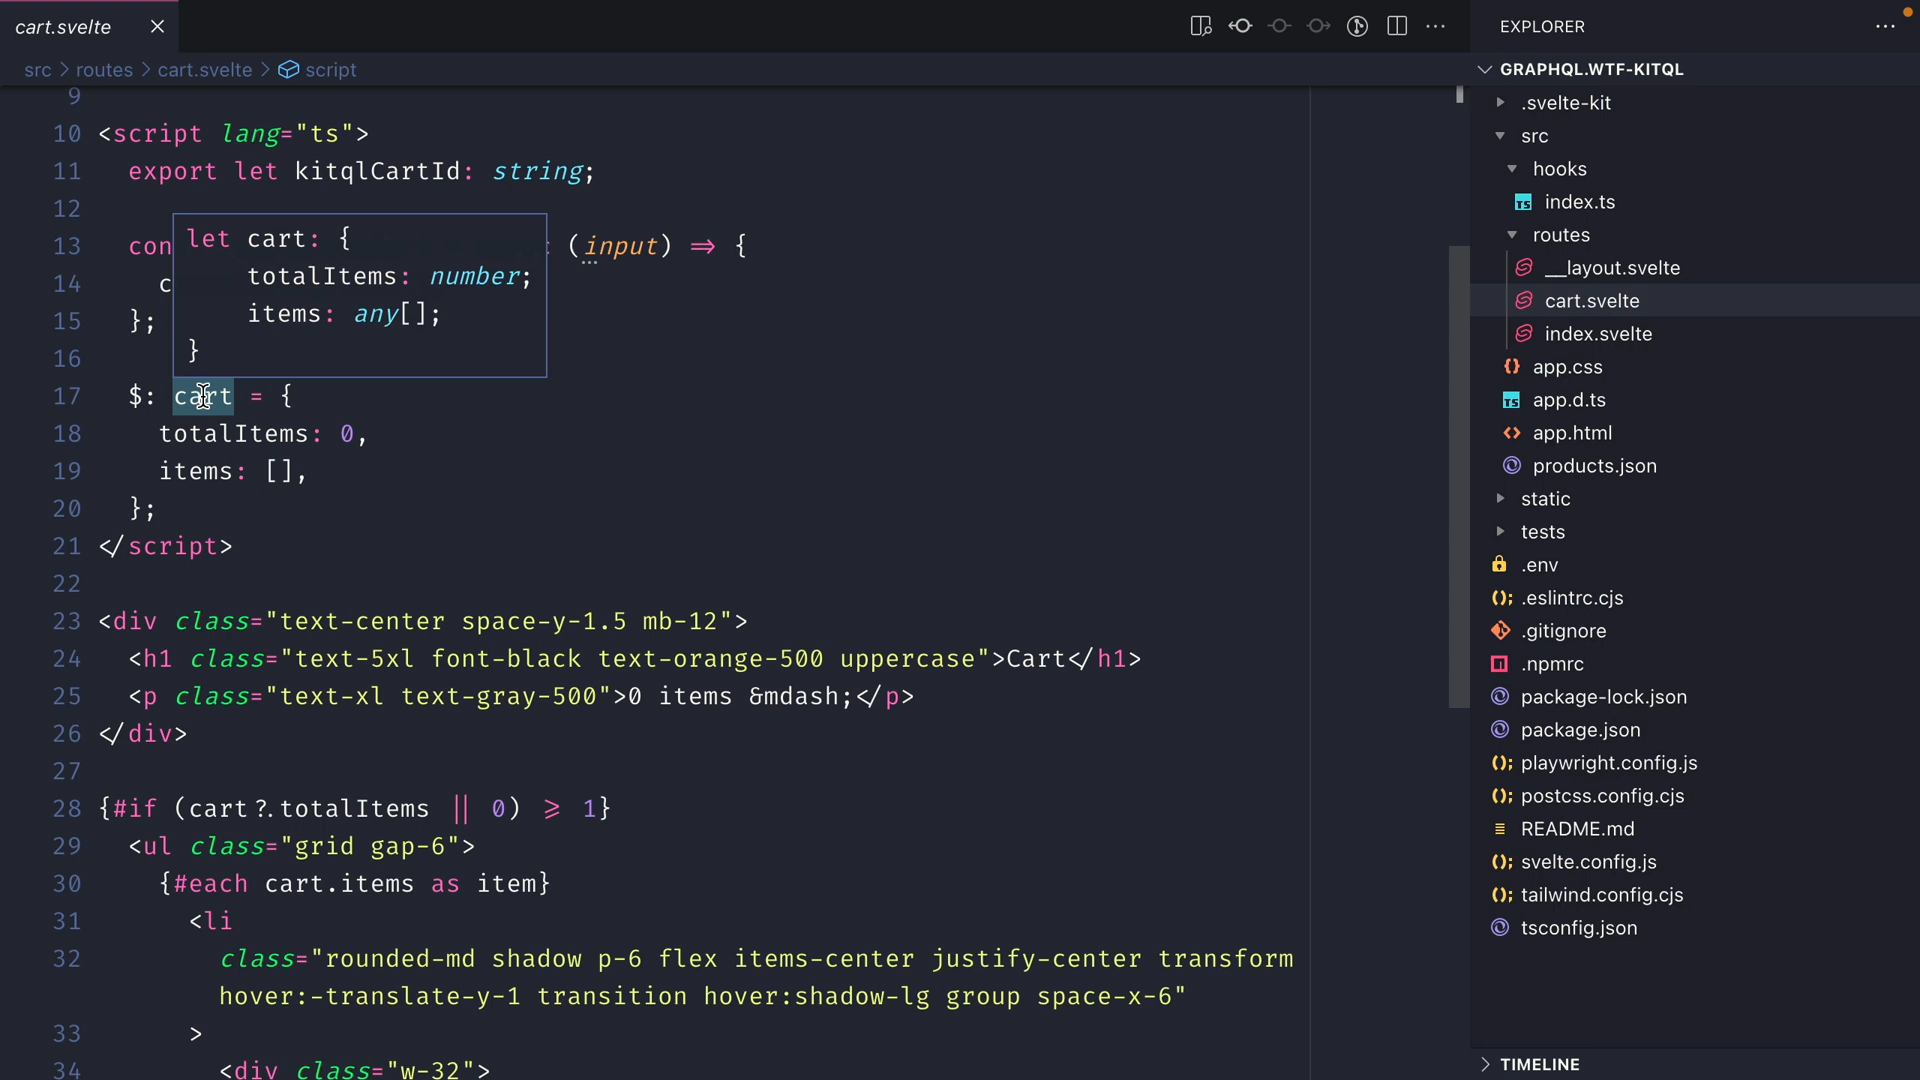 cart.svelte
src > routes > cart.svelte > script
9
10 <script lang="ts">
11 export let kitqlCartId: string;
12
13 con (input) => {
let cart: {
totalItems: number;
items: any[];
}
14 c
15 };
16
17 $: cart = {
18 totalItems: 0,
19 items: [],
20 };
21 </script>
22
23 <div class="text-center space-y-1.5 mb-12">
24 <h1 class="text-5xl font-black text-orange-500 uppercase">Cart</h1>
25 <p class="text-xl text-gray-500">0 items &mdash;</p>
26 </div>
27
28 {#if (cart?.totalItems || 0) >= 1}
29 <ul class="grid gap-6">
30 {#each cart.items as item}
31 <li
32 class="rounded-md shadow p-6 flex items-center justify-center transform
hover:-translate-y-1 transition hover:shadow-lg group space-x-6"
33 >
34 <div class="w-32">
EXPLORER
GRAPHQL.WTF-KITQL
.svelte-kit
src
hooks
index.ts
routes
__layout.svelte
cart.svelte
index.svelte
app.css
app.d.ts
app.html
products.json
static
tests
.env
.eslintrc.cjs
.gitignore
.npmrc
package-lock.json
package.json
playwright.config.js
postcss.config.cjs
README.md
svelte.config.js
tailwind.config.cjs
tsconfig.json
TIMELINE